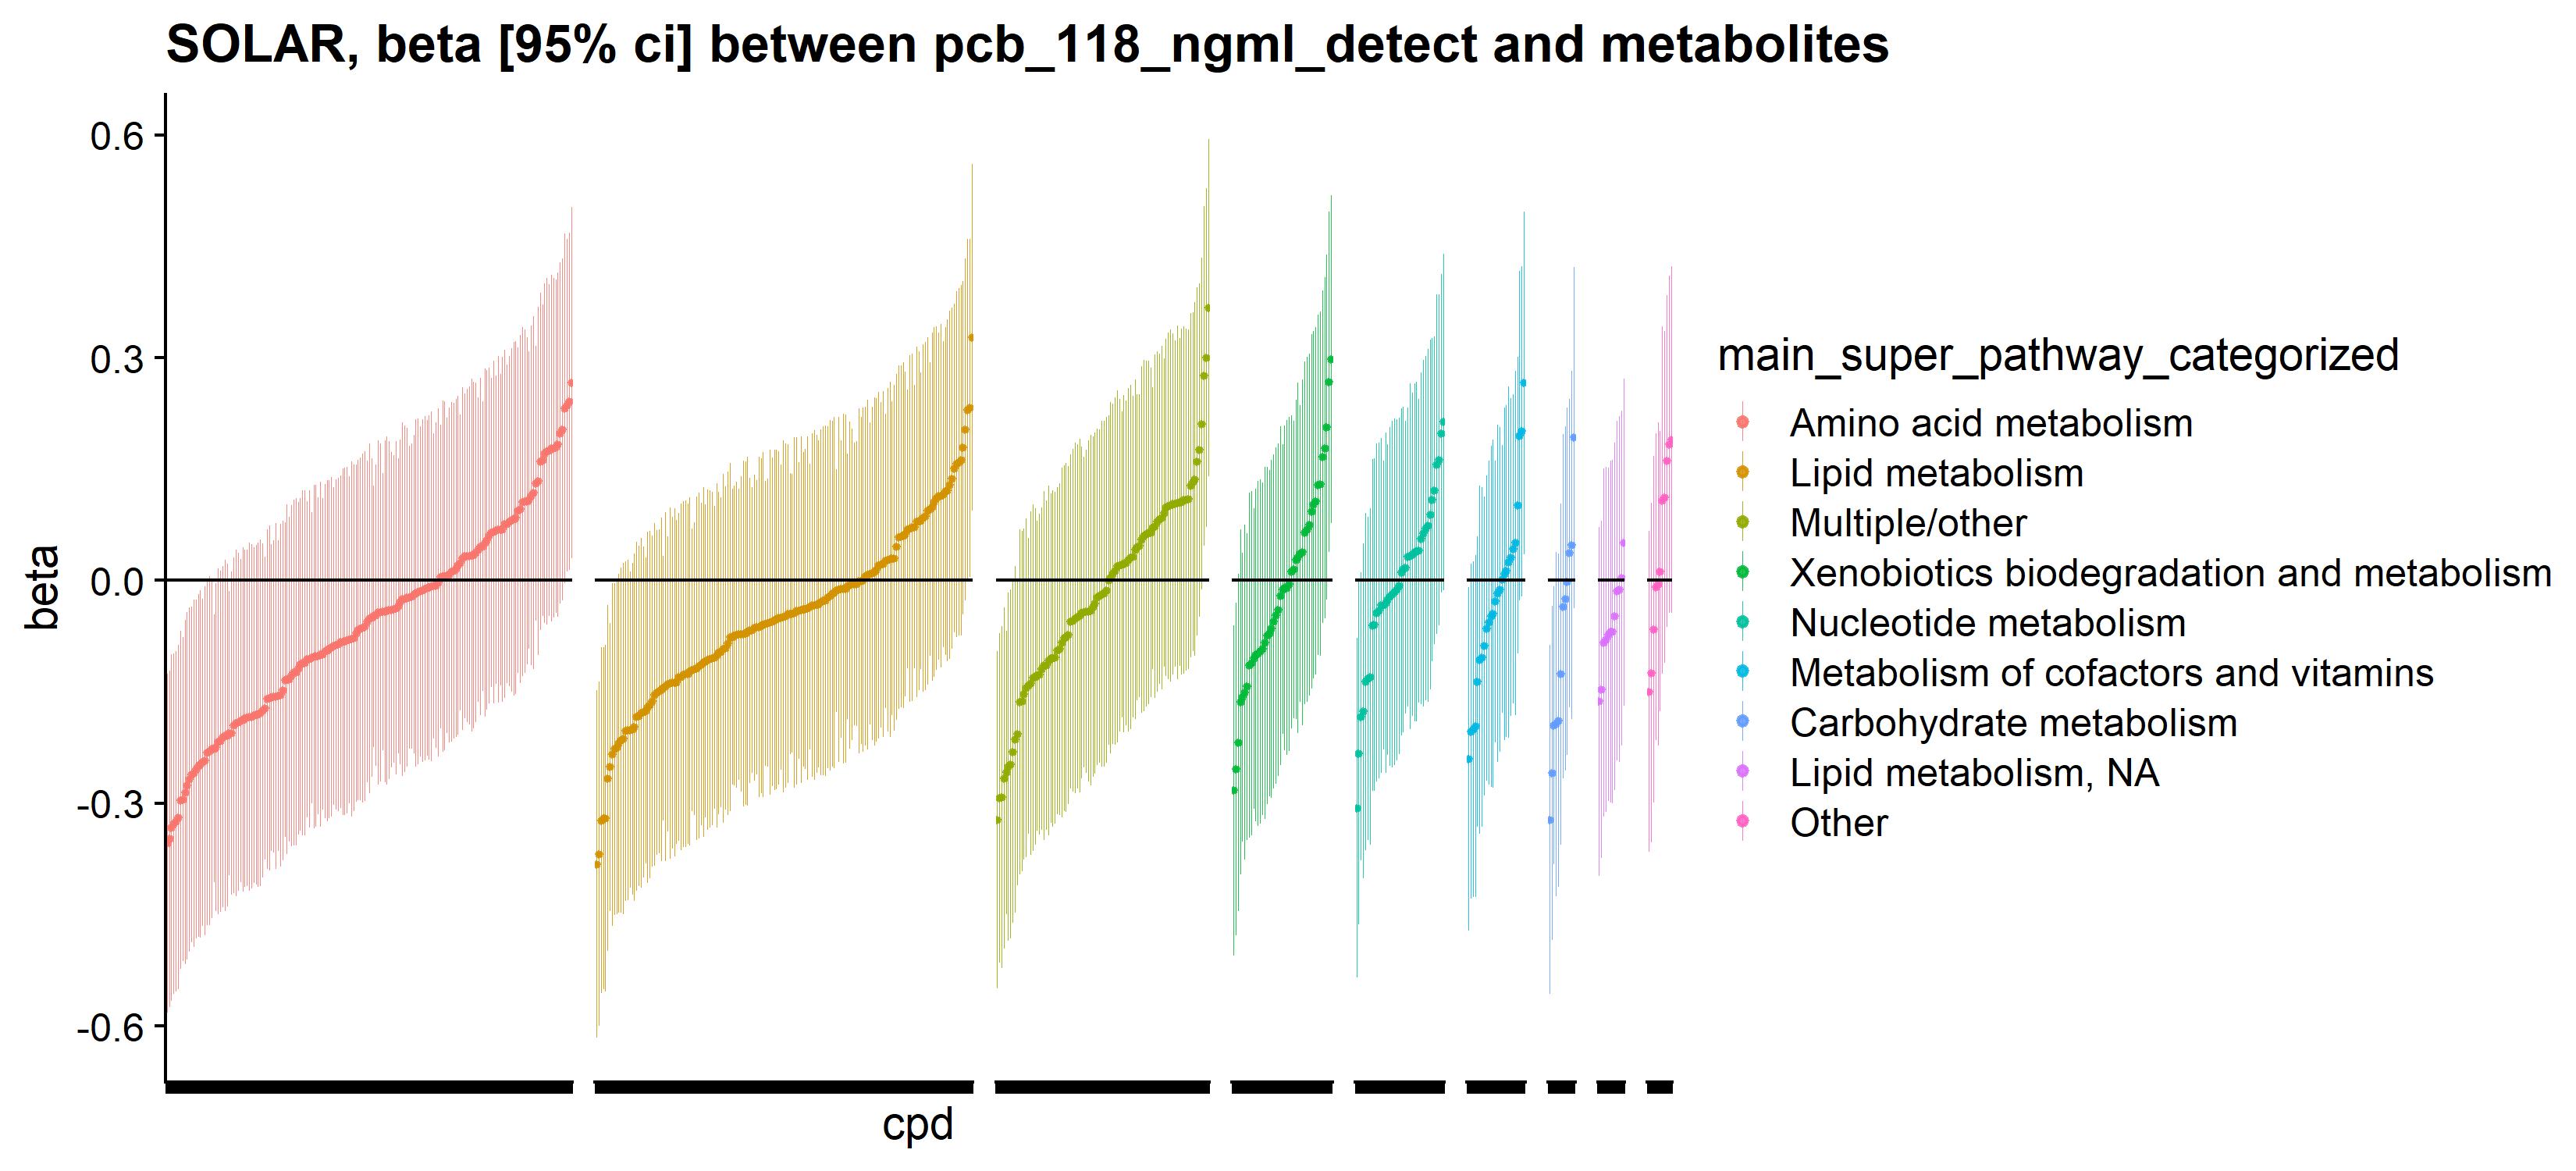 SOLAR, beta [95% ci] between pcb_118_ngml_detect and metabolites
0.6
0.3
0.0
-0.3
-0.6
beta
cpd
main_super_pathway_categorized
Amino acid metabolism
Lipid metabolism
Multiple/other
Xenobiotics biodegradation and metabolism
Nucleotide metabolism
Metabolism of cofactors and vitamins
Carbohydrate metabolism
Lipid metabolism, NA
Other